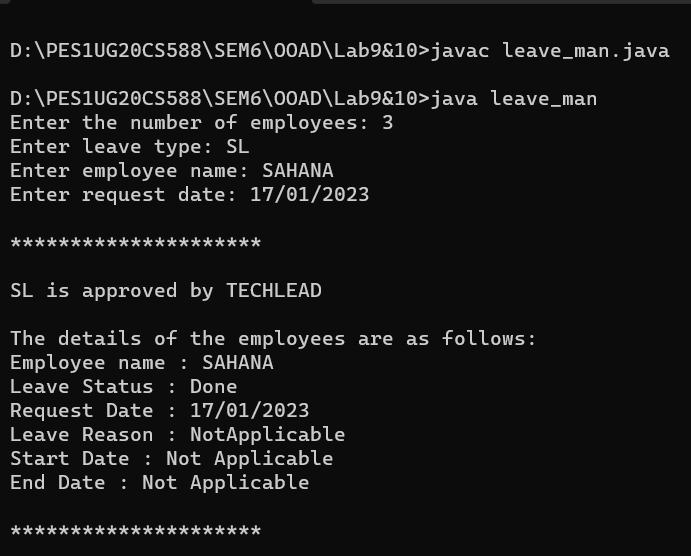 D:\PES1UG20CS588\SEM6\OOAD\Lab9&10>javac leave_man.java
D:\PES1UG20CS588\SEM6\OOAD\Lab9&10>java leave_man
Enter the number of employees: 3
Enter leave type: SL
Enter employee name: SAHANA
Enter request date: 17/01/2023
*********************
SL is approved by TECHLEAD
The details of the employees are as follows:
Employee name : SAHANA
Leave Status : Done
Request Date : 17/01/2023
Leave Reason : NotApplicable
Start Date : Not Applicable
End Date : Not Applicable
*********************